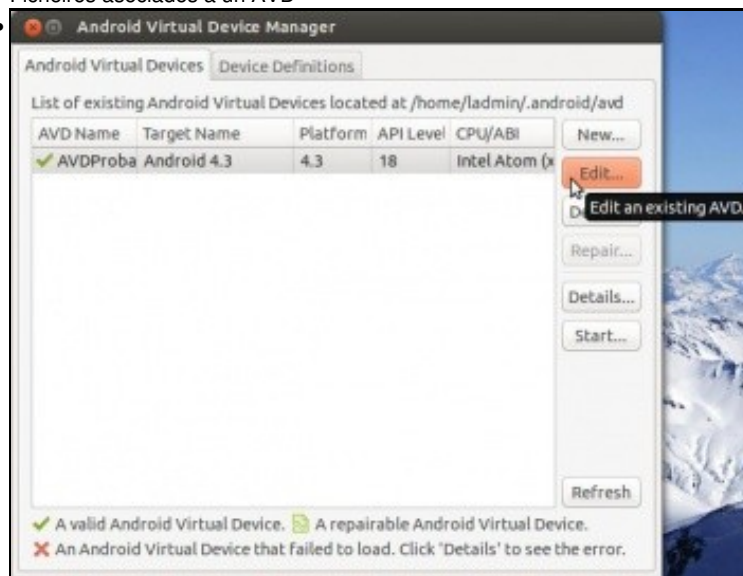 Ficheiros asociados a un AVD
Android Virtual Device Manager
Android Virtual Devices Device Definitions
List of existing Android Virtual Devices located at /home/ladmin/.android/avd
AVD Name Target Name Platform API Level CPU/ABI
AVDProba Android 4.3 4.3 18 Intel Atom (x
New...
Edit...
Edit an existing AVD.
Repair...
Details...
Start...
Refresh
A valid Android Virtual Device. A repairable Android Virtual Device.
An Android Virtual Device that failed to load. Click 'Details' to see the error.